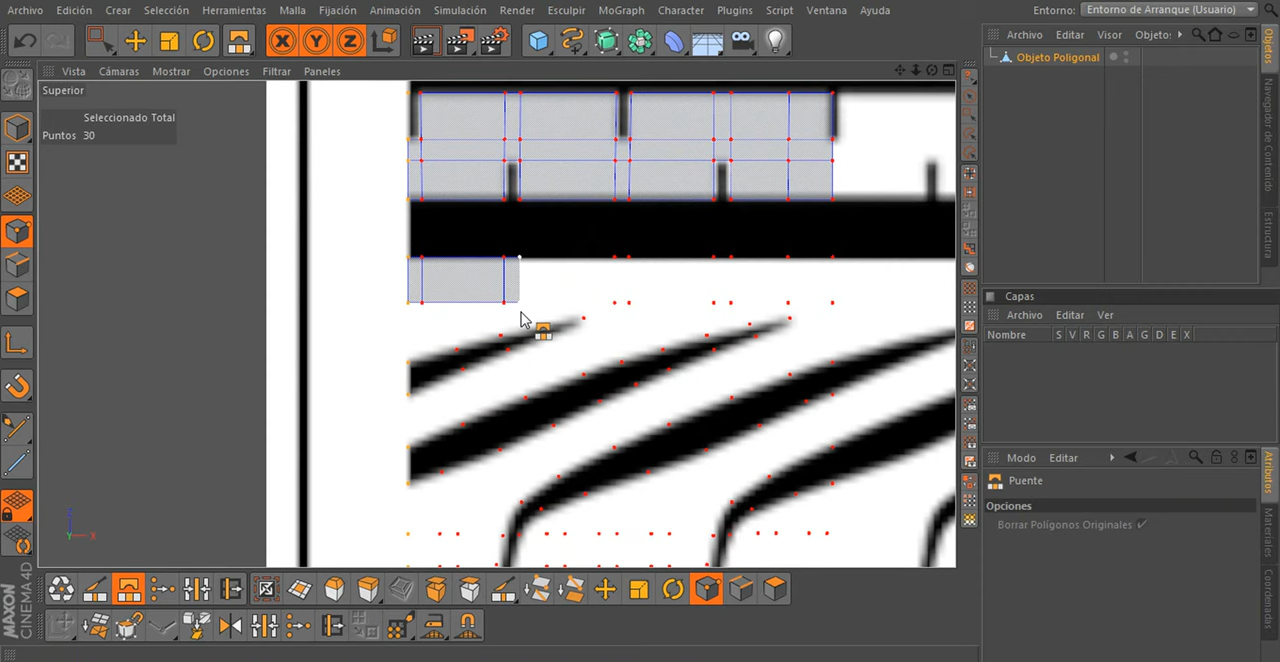 Archivo Edición Crear Selección Herramientas Malla Fijación Animación Simulación Render Esculpir MoGraph Character Plugins Script Ventana Ayuda Entorno: Entorno de Arranque (Usuario)
X Y Z
Archivo Editar Visor Objeto:
Vista Cámaras Mostrar Opciones Filtrar Paneles
Objeto Poligonal
Superior
Seleccionado Total
Puntos 30
Objetos
Navegador de Contenido
Estructura
Capas
Archivo Editar Ver
Nombre S V R G B A G D E X
Modo Editar
Puente
Opciones
Borrar Polígonos Originales
Atributos
Materiales
Coordenadas
Z
Y X
MAXON
CINEMA 4D